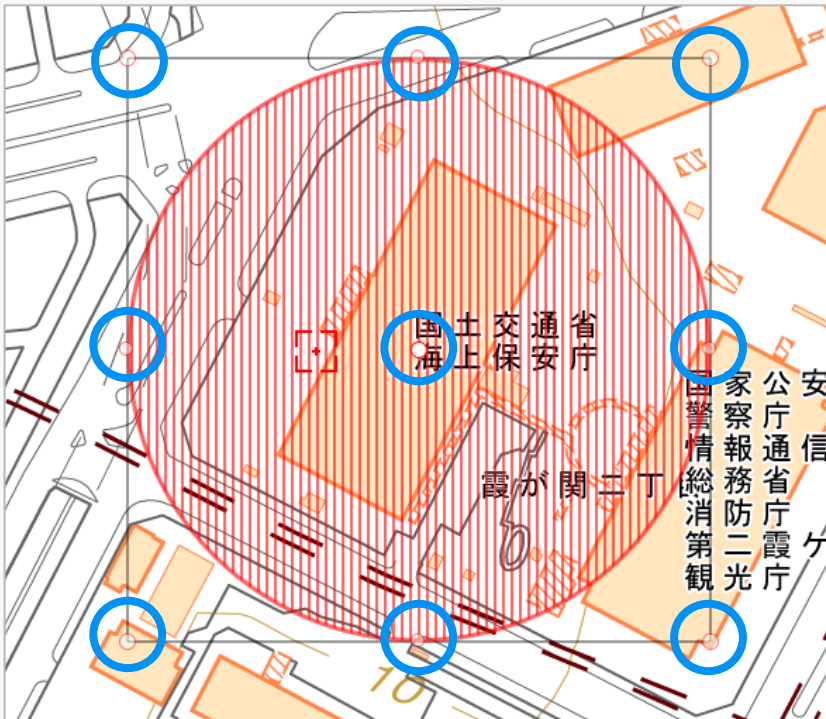 国土交通省
海上保安庁
霞が関二丁
国家公安
警察庁
情報通信
総務省
消防庁
第二霞ケ
観光庁